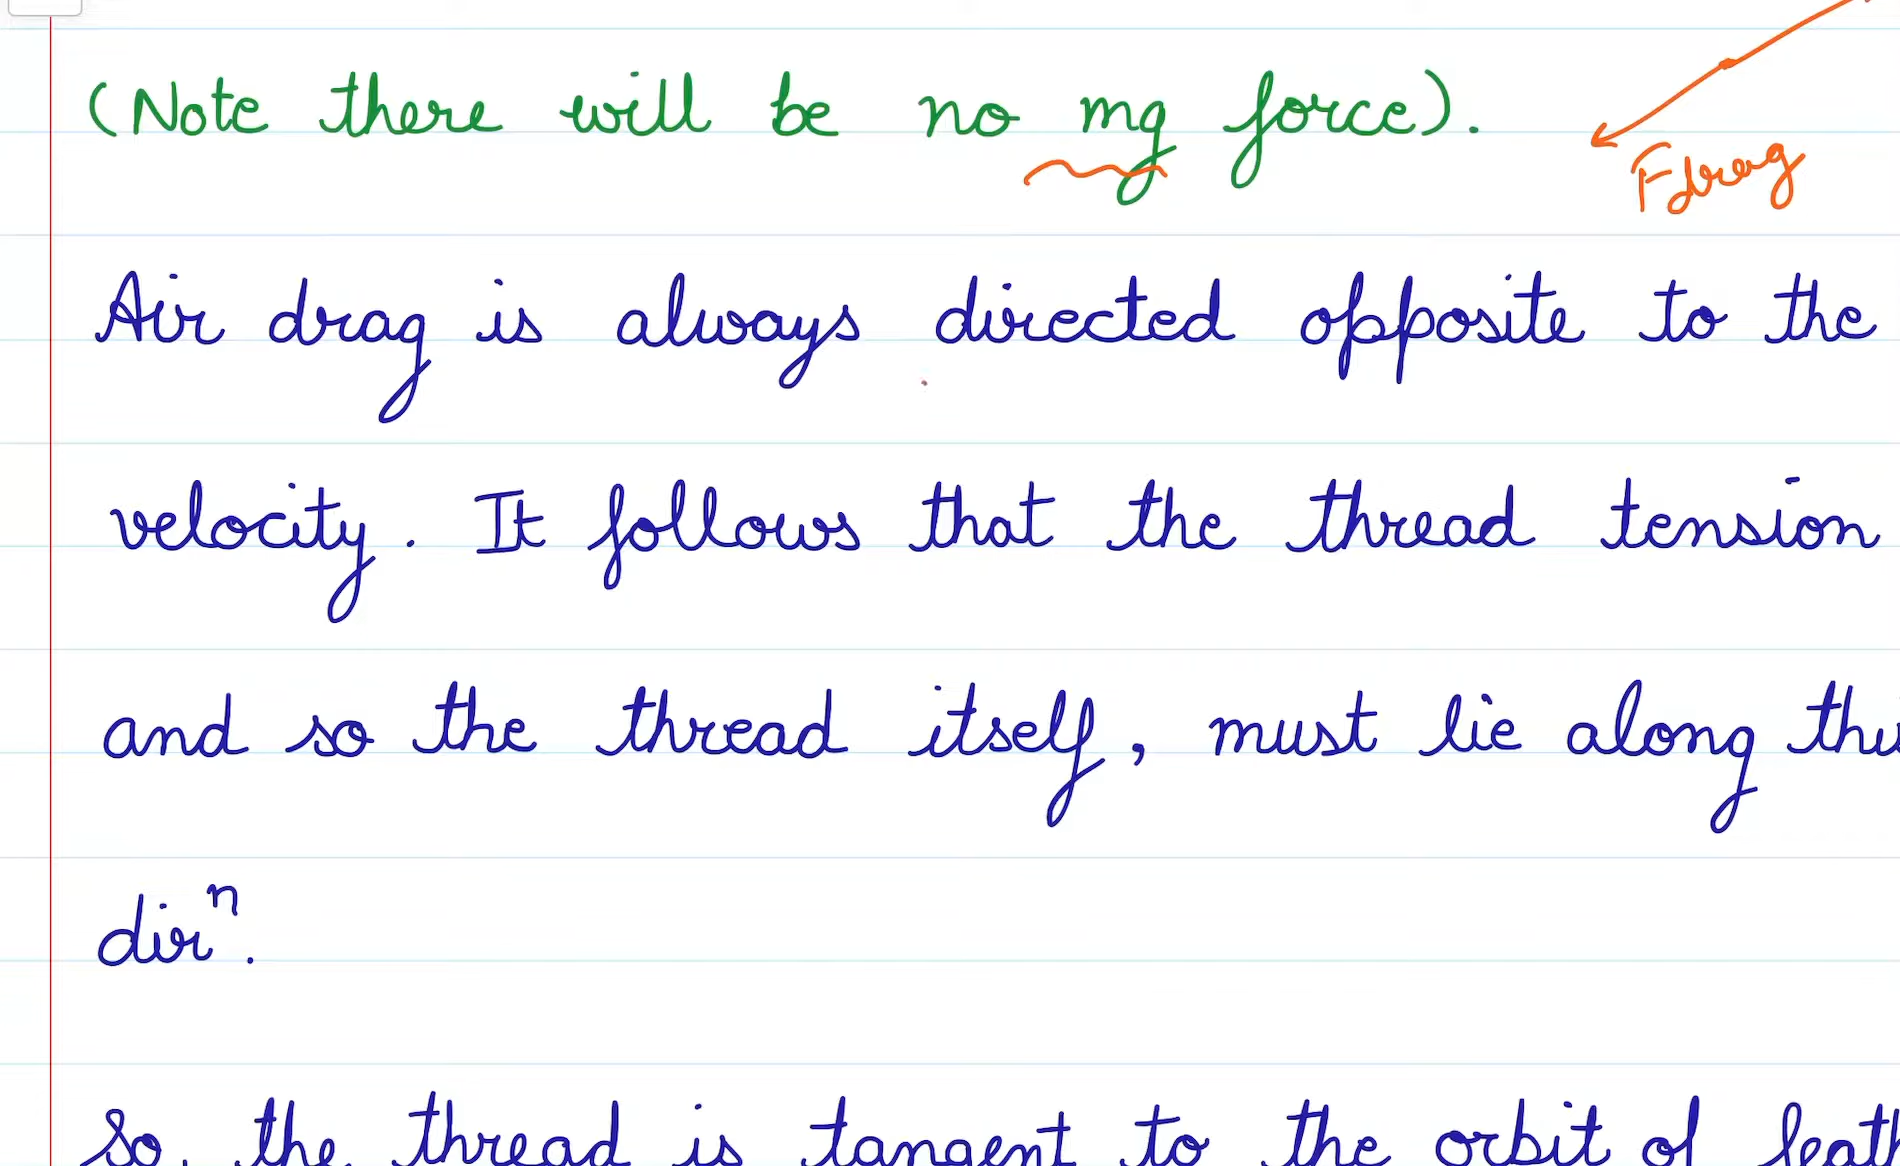 (Note there will be no mg force).
Fdrag
Air drag is always directed opposite to the
velocity. It follows that the thread tension
and so the thread itself, must lie along
dirⁿ.
So, the thread is tangent to the orbit of